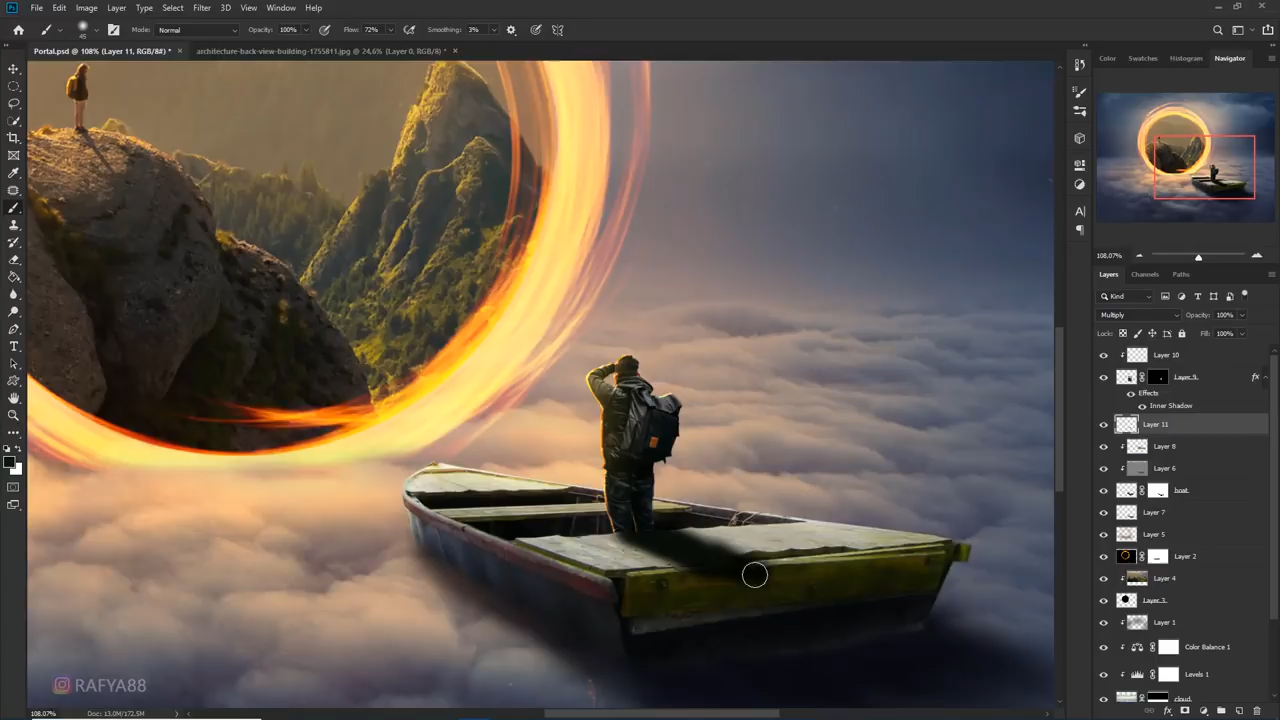 Ps File Edit Image Layer Type Select Filter 3D View Window Help
45 Mode: Normal Opacity: 100% Flow: 72% Smoothing: 3%
Portal.psd @ 108% (Layer 11, RGB/8#) * × architecture-back-view-building-1755811.jpg @ 24,6% (Layer 0, RGB/8) * ×
Color Swatches Histogram Navigator
108,07%
Layers Channels Paths
Kind
Multiply Opacity: 100%
Lock: Fill: 100%
Layer 10
Layer 9 fx
Effects
Inner Shadow
Layer 11
Layer 8
Layer 6
boat
Layer 7
Layer 5
Layer 2
Layer 4
Layer 3
Layer 1
Color Balance 1
Levels 1
cloud
RAFYA88
108,07% Doc: 13,0M/172,5M